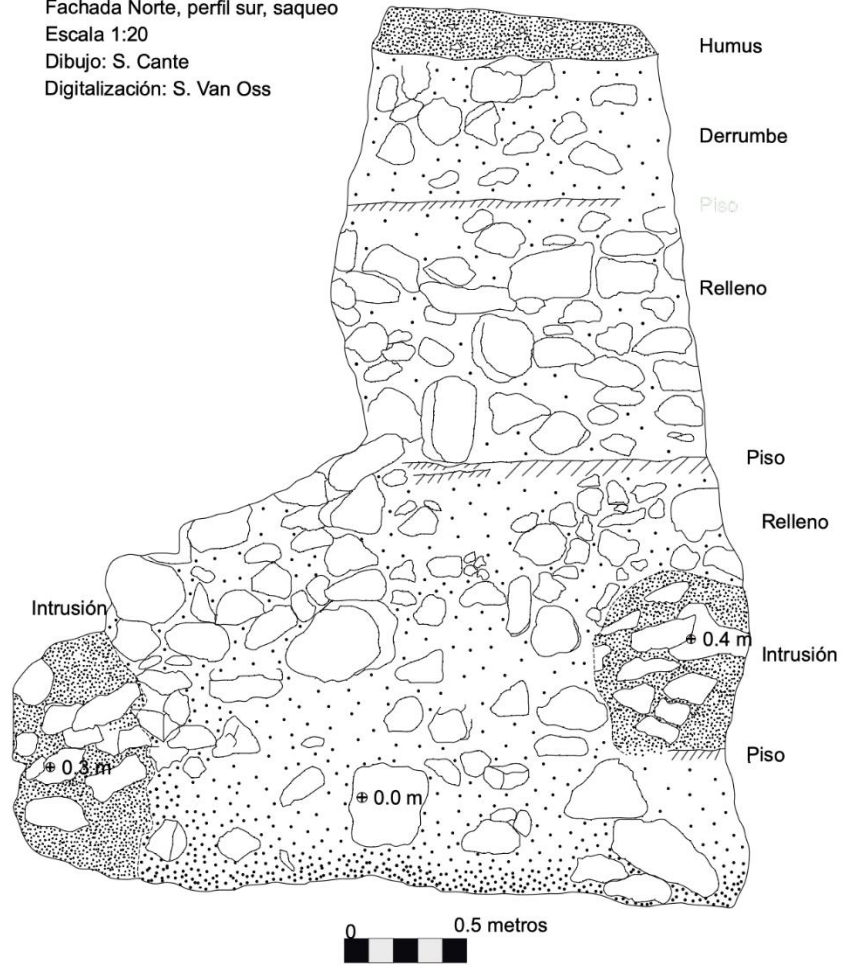 Fachada Norte, perfil sur, saqueo
Escala 1:20
Dibujo: S. Cante
Digitalización: S. Van Oss
Humus
Derrumbe
Piso
Relleno
Piso
Relleno
Intrusión
⊕ 0.4 m
Intrusión
Piso
⊕ 0.3 m
⊕ 0.0 m
0 0.5 metros